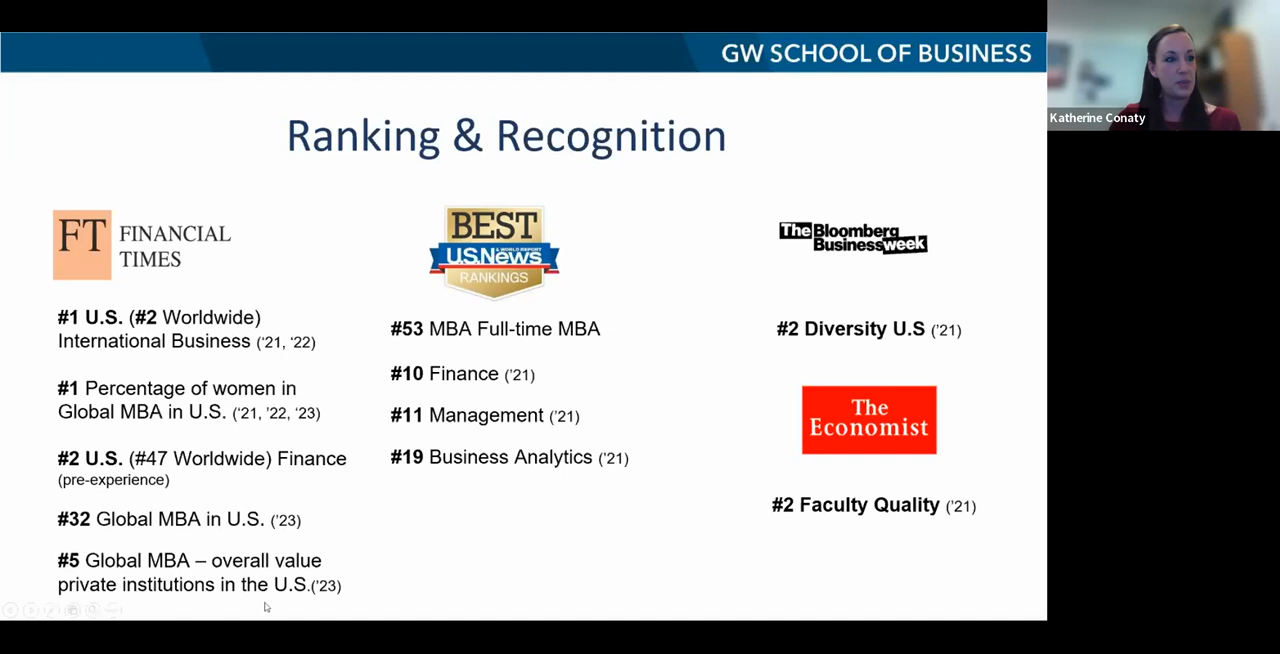 GW SCHOOL OF BUSINESS
Katherine Conaty
Ranking & Recognition
FT FINANCIAL
TIMES
#1 U.S. (#2 Worldwide)
International Business (‘21, ‘22)
#1 Percentage of women in
Global MBA in U.S. (‘21, ’22, ‘23)
#2 U.S. (#47 Worldwide) Finance
(pre-experience)
#32 Global MBA in U.S. (’23)
#5 Global MBA – overall value
private institutions in the U.S.(’23)
BEST
U.S.News & WORLD REPORT
RANKINGS
#53 MBA Full-time MBA
#10 Finance (’21)
#11 Management (’21)
#19 Business Analytics (’21)
The Bloomberg
Businessweek
#2 Diversity U.S (’21)
The
Economist
#2 Faculty Quality (’21)